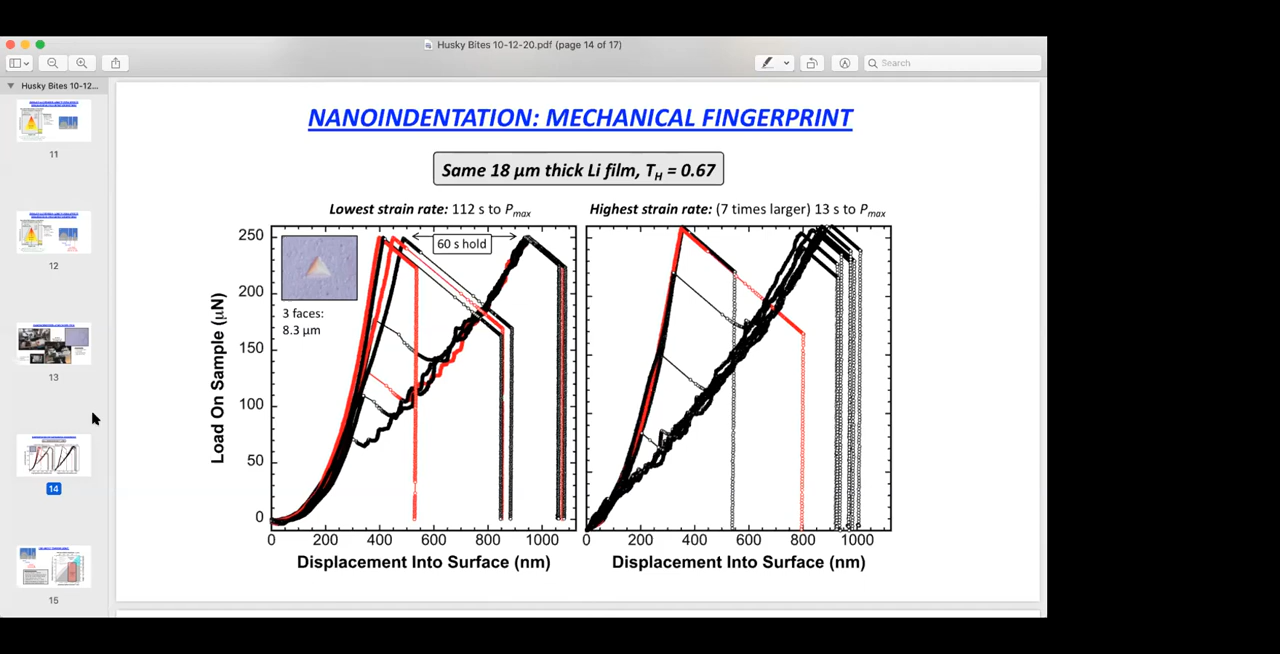 Husky Bites 10-12-20.pdf (page 14 of 17)
Search
Husky Bites 10-12...
11
12
13
14
15
NANOINDENTATION: MECHANICAL FINGERPRINT
Same 18 μm thick Li film, TH = 0.67
Lowest strain rate: 112 s to Pmax
Highest strain rate: (7 times larger) 13 s to Pmax
60 s hold
3 faces:
8.3 μm
Load On Sample (μN)
250
200
150
100
50
0
0 200 400 600 800 1000
Displacement Into Surface (nm)
0 200 400 600 800 1000
Displacement Into Surface (nm)